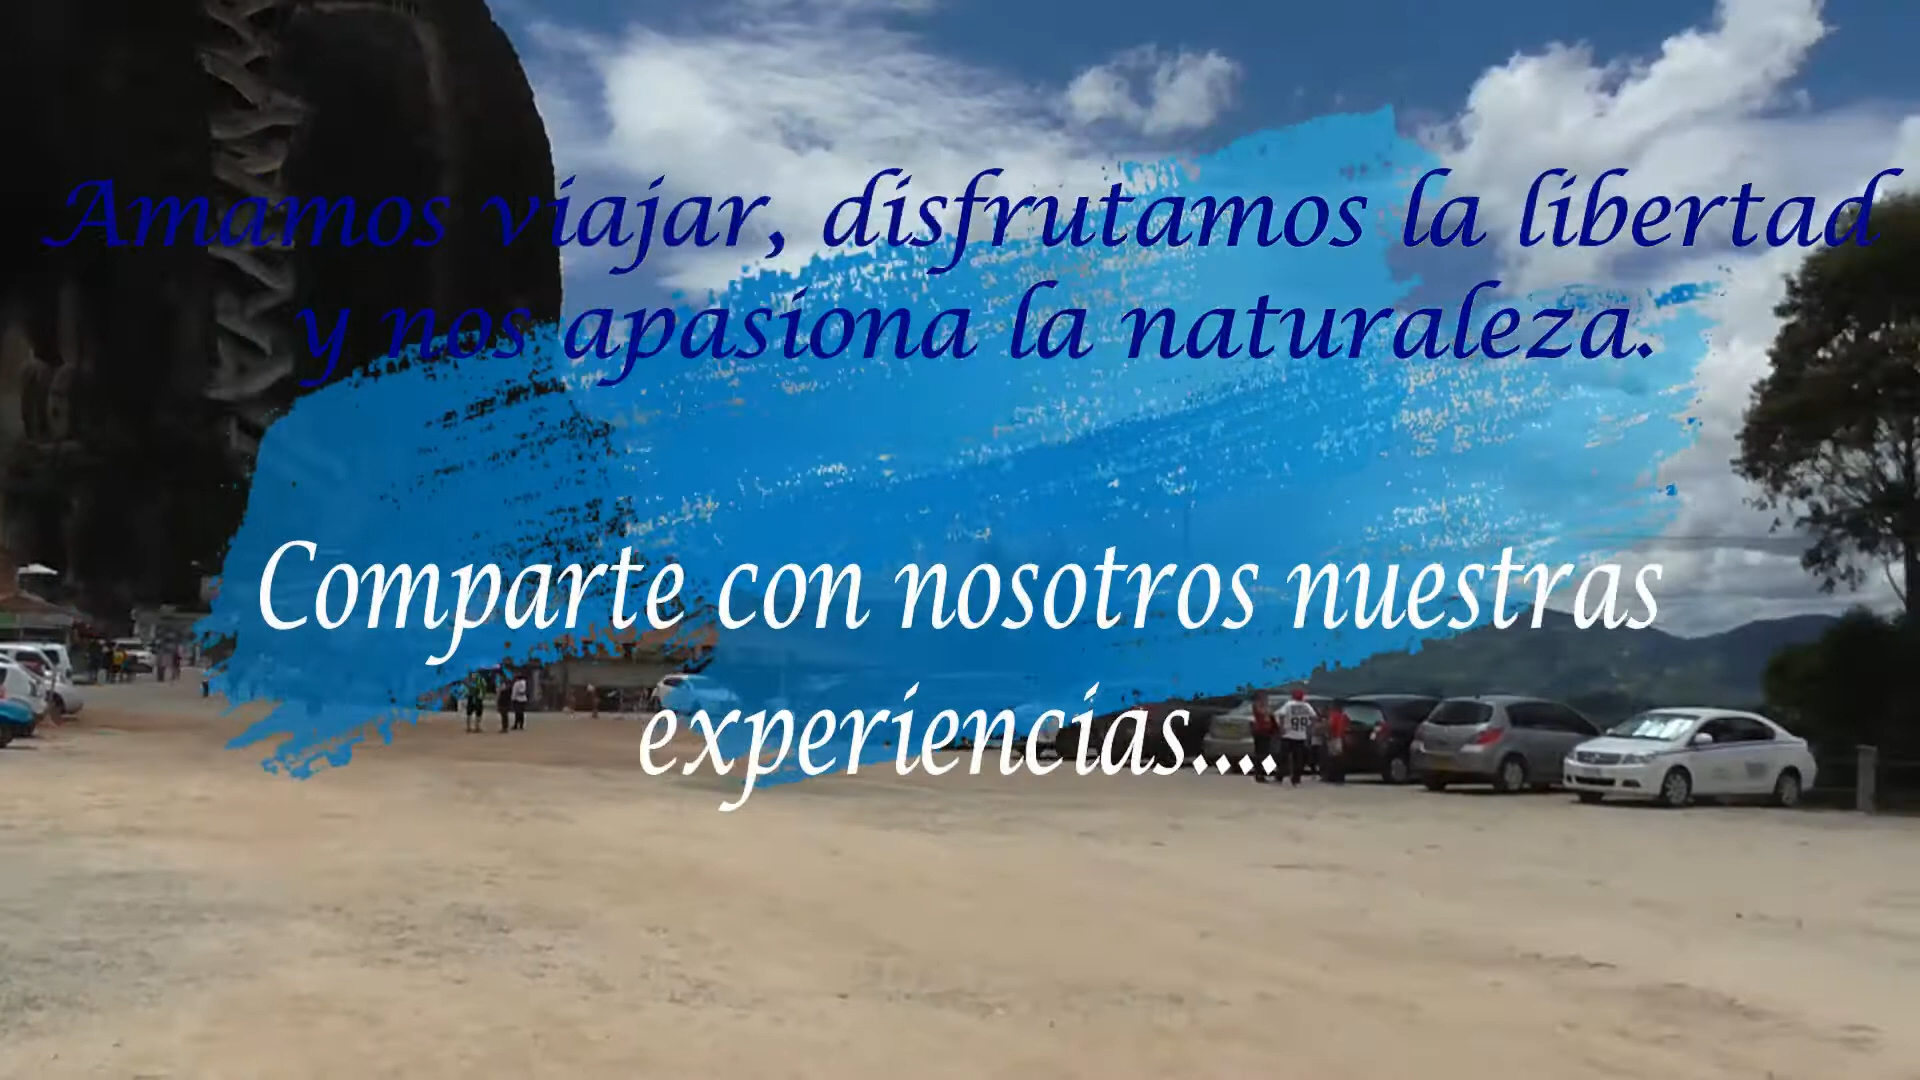 Amamos viajar, disfrutamos la libertad
y nos apasiona la naturaleza.
Comparte con nosotros nuestras
experiencias....